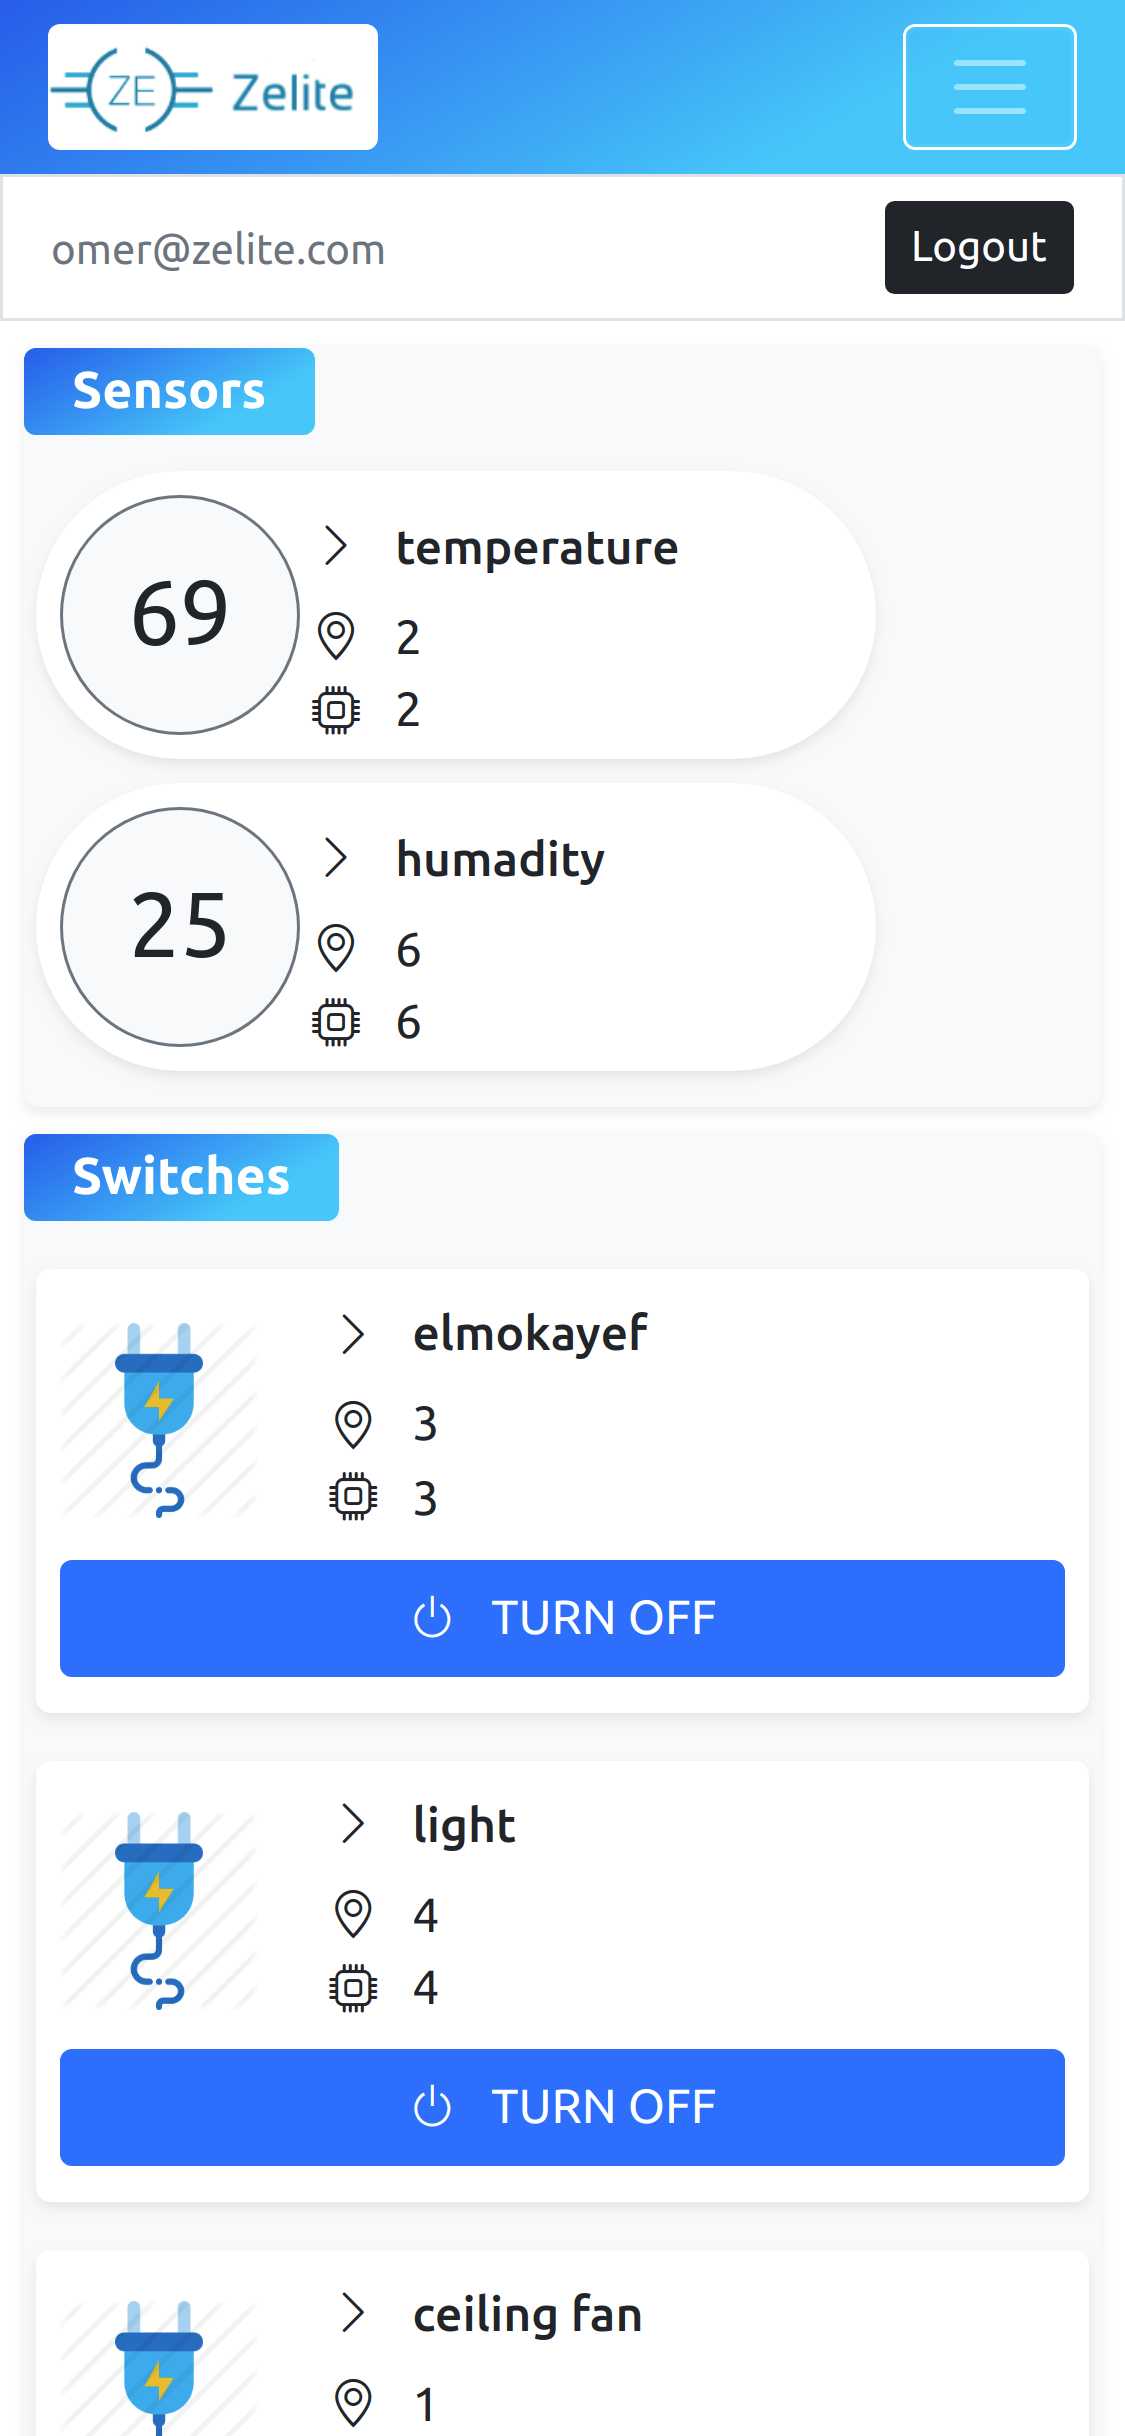 ZE Zelite
omer@zelite.com Logout
Sensors
69
temperature
2
2
25
humadity
6
6
Switches
elmokayef
3
3
TURN OFF
light
4
4
TURN OFF
ceiling fan
1